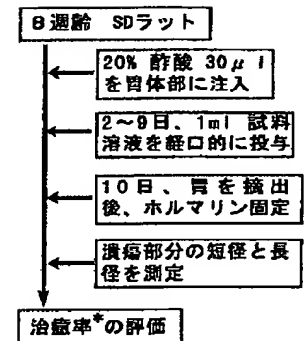 8週齢 SDラット
20% 酢酸 30μl
を胃体部に注入
2〜9日、1ml 試料
溶液を経口的に投与
10日、胃を摘出
後、ホルマリン固定
潰瘍部分の短径と長
径を測定
治癒率*の評価